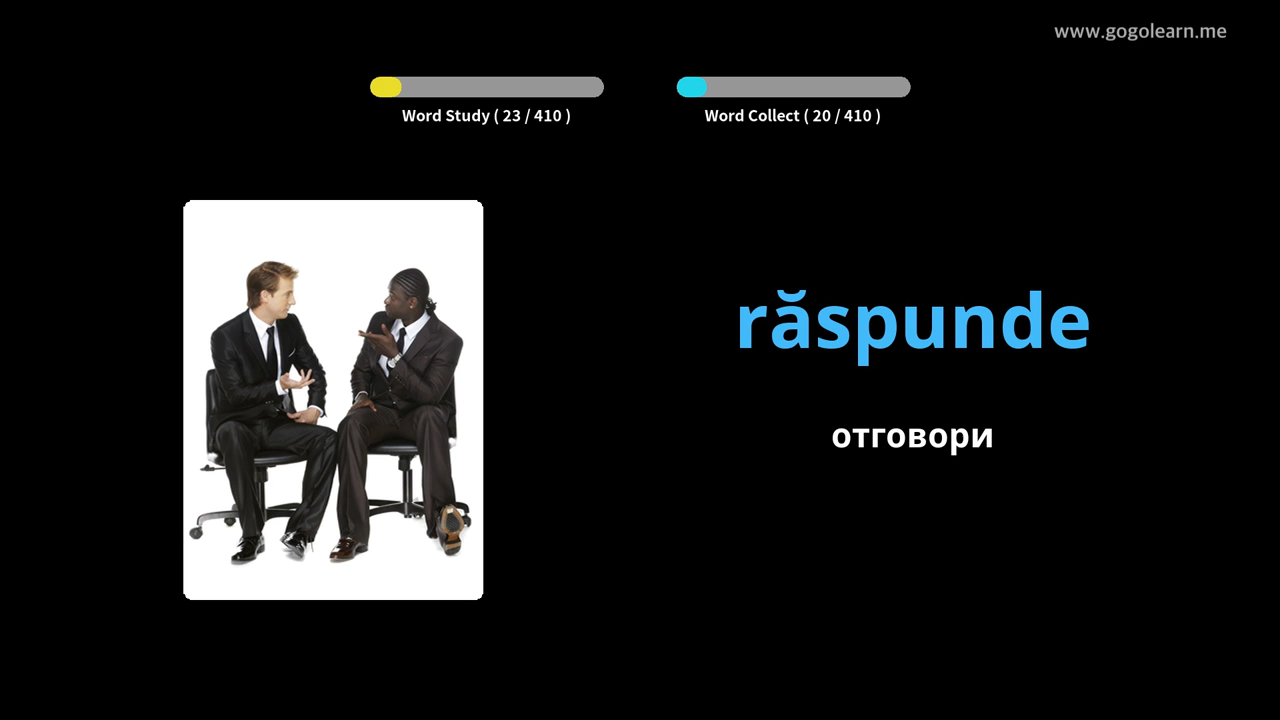 www.gogolearn.me
Word Study ( 23 / 410 )
Word Collect ( 20 / 410 )
răspunde
отговори